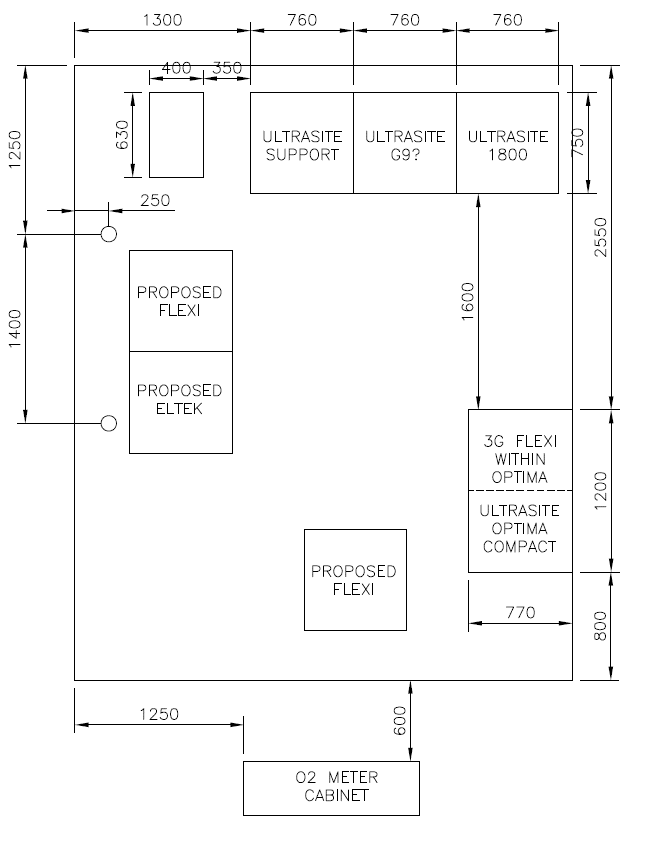 1300
760
760
760
400
350
630
1250
ULTRASITE
SUPPORT
ULTRASITE
G9?
ULTRASITE
1800
750
250
2550
1600
1400
PROPOSED
FLEXI
PROPOSED
ELTEK
3G FLEXI
WITHIN
OPTIMA
ULTRASITE
OPTIMA
COMPACT
1200
PROPOSED
FLEXI
770
800
1250
600
O2 METER
CABINET